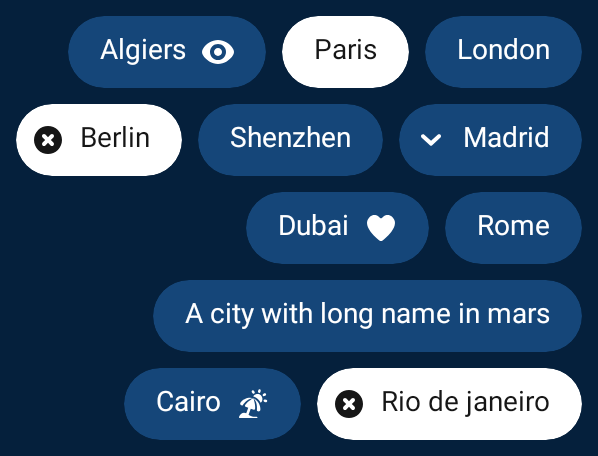 Algiers Paris London
Berlin Shenzhen Madrid
Dubai Rome
A city with long name in mars
Cairo Rio de janeiro